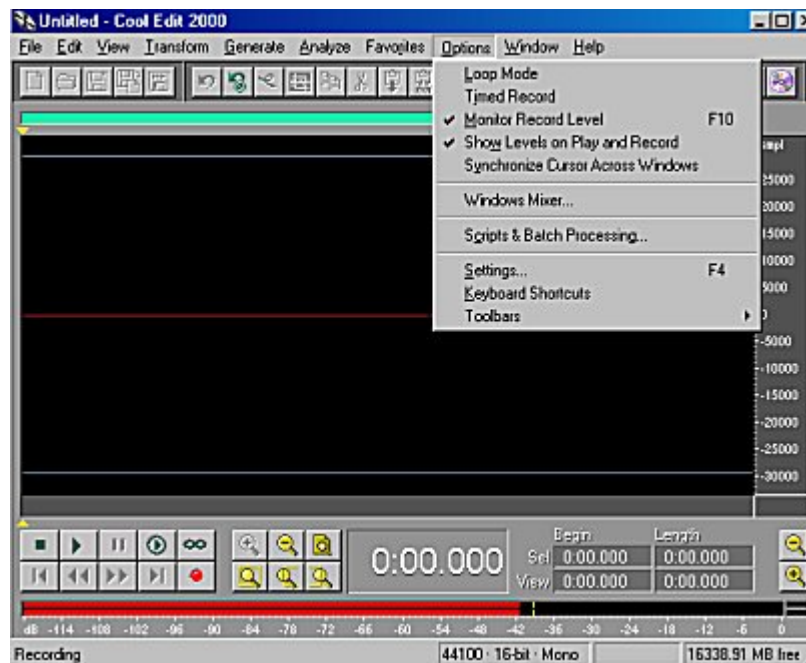 Untitled - Cool Edit 2000
File Edit View Transform Generate Analyze Favorites Options Window Help
Loop Mode
Timed Record
Monitor Record Level F10
Show Levels on Play and Record
Synchronize Cursor Across Windows
Windows Mixer...
Scripts & Batch Processing...
Settings... F4
Keyboard Shortcuts
Toolbars
smpl
25000
20000
15000
10000
5000
0
-5000
-10000
-15000
-20000
-25000
-30000
0:00.000
Begin Length
Sel 0:00.000 0:00.000
View 0:00.000 0:00.000
dB -114 -108 -102 -96 -90 -84 -78 -72 -66 -60 -54 -48 -42 -36 -30 -24 -18 -12 -6 0
Recording 44100 · 16-bit · Mono 16338.91 MB free